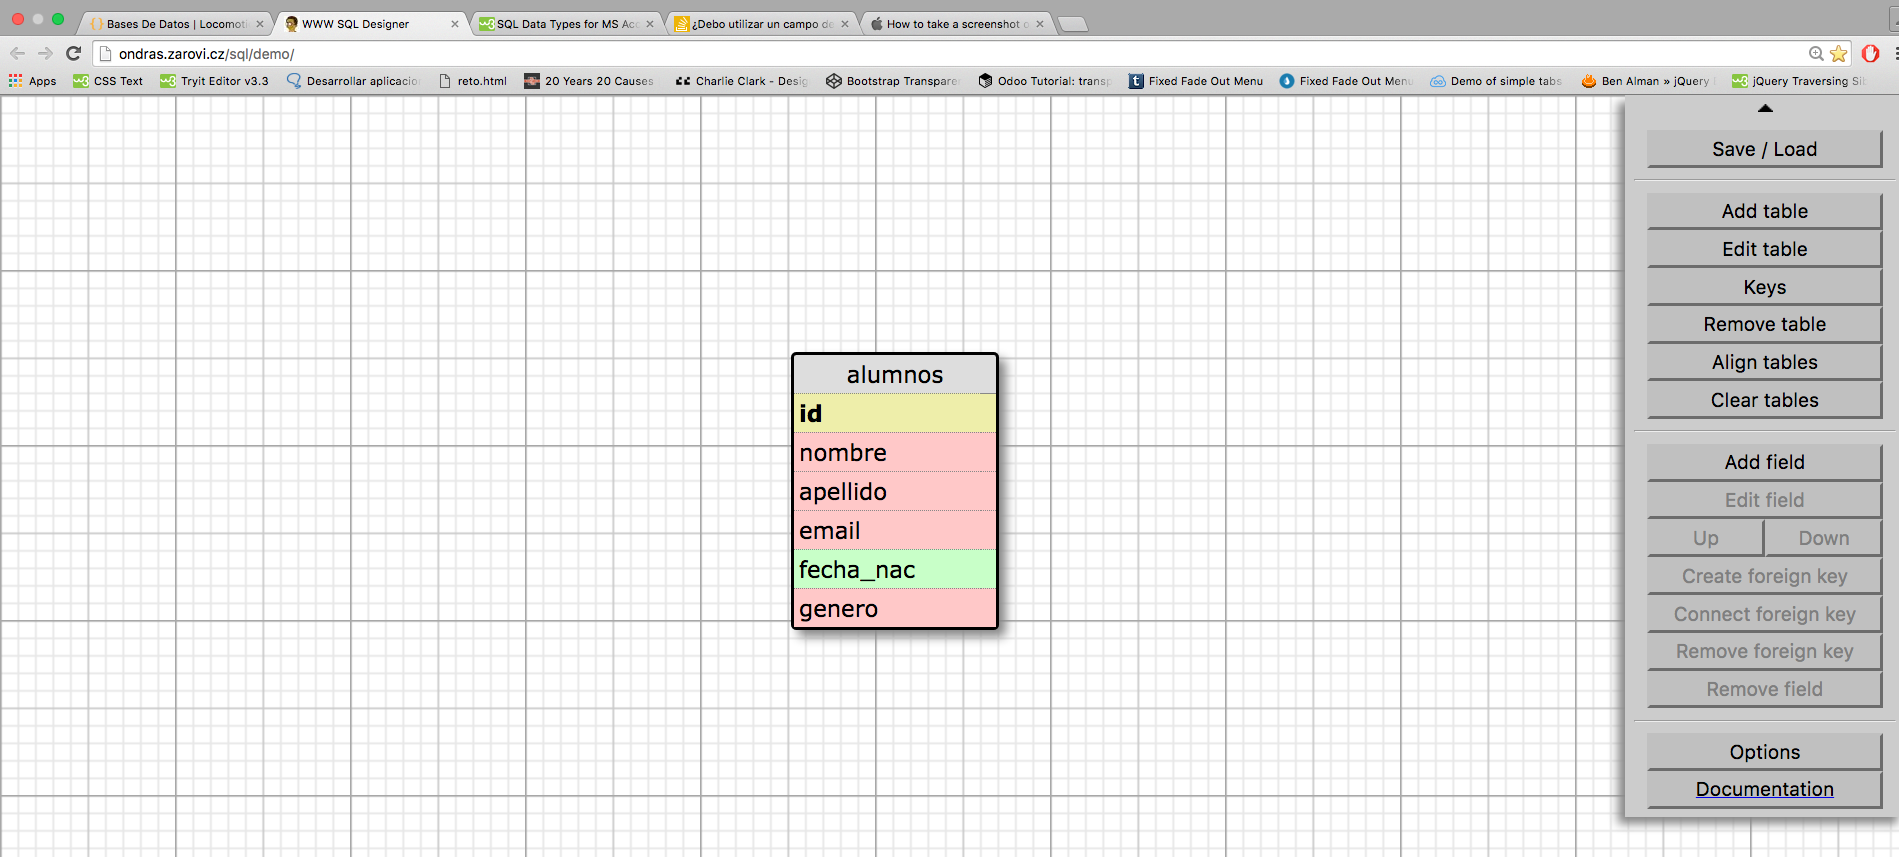 Bases De Datos | Locomoti
WWW SQL Designer
SQL Data Types for MS Acc
¿Debo utilizar un campo de
How to take a screenshot o
ondras.zarovi.cz/sql/demo/
Apps
CSS Text
Tryit Editor v3.3
Desarrollar aplicacio
reto.html
20 Years 20 Causes
Charlie Clark - Desig
Bootstrap Transpare
Odoo Tutorial: transp
Fixed Fade Out Menu
Fixed Fade Out Menu
Demo of simple tabs
Ben Alman » jQuery
jQuery Traversing Sib
Save / Load
Add table
Edit table
Keys
Remove table
Align tables
Clear tables
Add field
Edit field
Up Down
Create foreign key
Connect foreign key
Remove foreign key
Remove field
Options
Documentation
alumnos
id
nombre
apellido
email
fecha_nac
genero